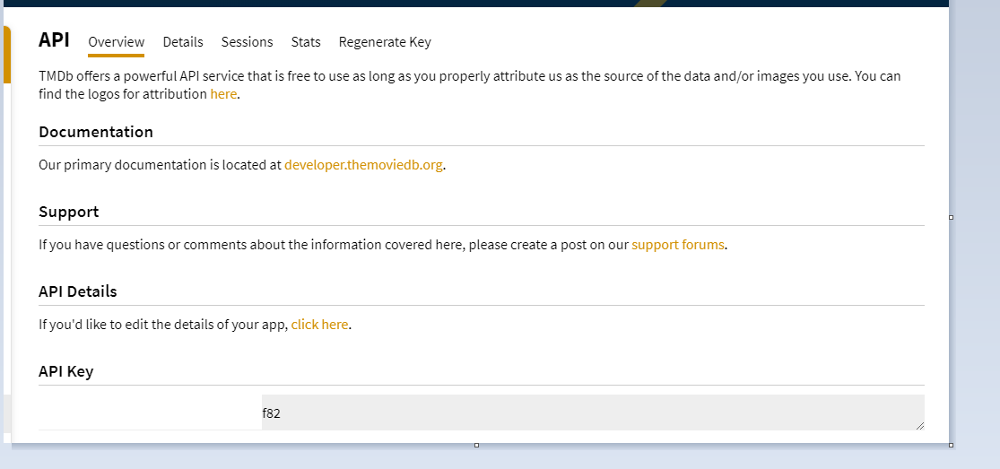 API Overview Details Sessions Stats Regenerate Key
TMDb offers a powerful API service that is free to use as long as you properly attribute us as the source of the data and/or images you use. You can
find the logos for attribution here.
Documentation
Our primary documentation is located at developer.themoviedb.org.
Support
If you have questions or comments about the information covered here, please create a post on our support forums.
API Details
If you'd like to edit the details of your app, click here.
API Key
f82